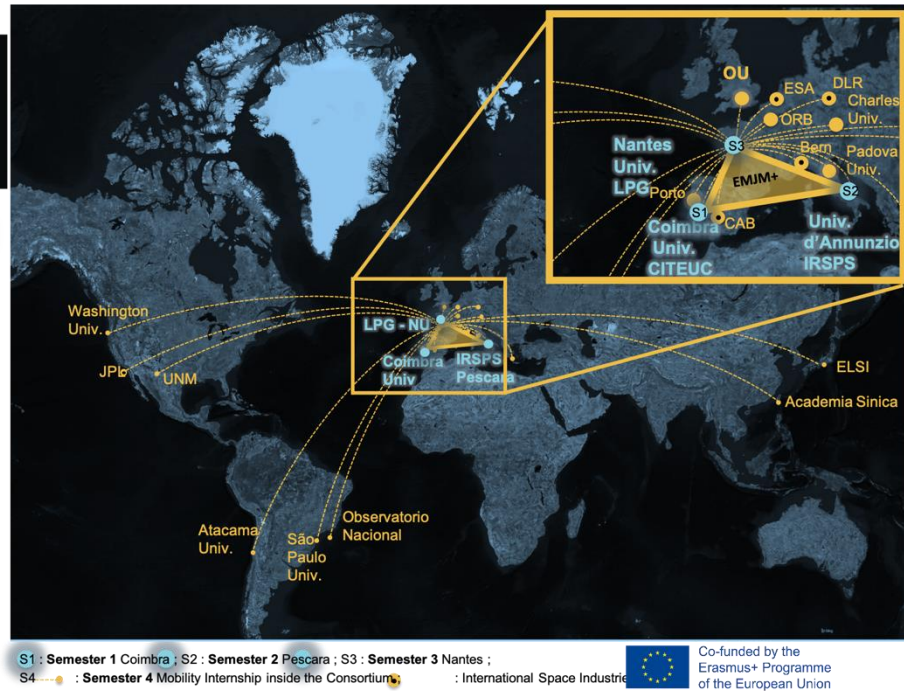 OU
ESA
DLR
Charles
Univ.
ORB
S3
Nantes
Univ.
LPG
Bern
Padova
Univ.
EMJM+
Porto
S1
S2
CAB
Coimbra
Univ.
CITEUC
Univ.
d'Annunzio
IRSPS
Washington
Univ.
LPG - NU
JPL
UNM
Coimbra
Univ
IRSPS
Pescara
ELSI
Academia Sinica
Atacama
Univ.
São
Paulo
Univ.
Observatorio
Nacional
S1 : Semester 1 Coimbra ; S2 : Semester 2 Pescara ; S3 : Semester 3 Nantes ;
S4 : Semester 4 Mobility Internship inside the Consortium; : International Space Industrie
Co-funded by the
Erasmus+ Programme
of the European Union